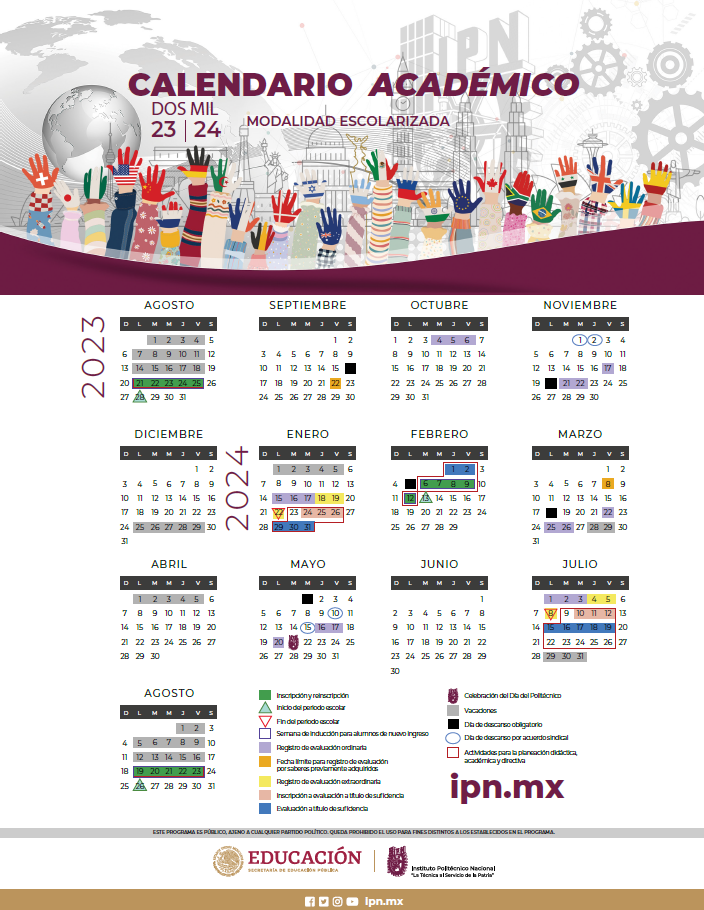 CALENDARIO ACADÉMICO
DOS MIL
23 | 24
MODALIDAD ESCOLARIZADA
IPN
2023
AGOSTO
D L M M J V S
1 2 3 4 5
6 7 8 9 10 11 12
13 14 15 16 17 18 19
20 21 22 23 24 25 26
27 28 29 30 31
SEPTIEMBRE
D L M M J V S
1 2
3 4 5 6 7 8 9
10 11 12 13 14 15
17 18 19 20 21 22 23
24 25 26 27 28 29 30
OCTUBRE
D L M M J V S
1 2 3 4 5 6 7
8 9 10 11 12 13 14
15 16 17 18 19 20 21
22 23 24 25 26 27 28
29 30 31
NOVIEMBRE
D L M M J V S
1 2 3 4
5 6 7 8 9 10 11
12 13 14 15 16 17 18
19 21 22 23 24 25
26 27 28 29 30
DICIEMBRE
D L M M J V S
1 2
3 4 5 6 7 8 9
10 11 12 13 14 15 16
17 18 19 20 21 22 23
24 25 26 27 28 29 30
31
2024
ENERO
D L M M J V S
1 2 3 4 5 6
7 8 9 10 11 12 13
14 15 16 17 18 19 20
21 22 23 24 25 26 27
28 29 30 31
FEBRERO
D L M M J V S
1 2 3
4 6 7 8 9 10
11 12 13 14 15 16 17
18 19 20 21 22 23 24
25 26 27 28 29
MARZO
D L M M J V S
1 2
3 4 5 6 7 8 9
10 11 12 13 14 15 16
17 19 20 21 22 23
24 25 26 27 28 29 30
31
ABRIL
D L M M J V S
1 2 3 4 5 6
7 8 9 10 11 12 13
14 15 16 17 18 19 20
21 22 23 24 25 26 27
28 29 30
MAYO
D L M M J V S
2 3 4
5 6 7 8 9 10 11
12 13 14 15 16 17 18
19 20 22 23 24 25
26 27 28 29 30 31
JUNIO
D L M M J V S
1
2 3 4 5 6 7 8
9 10 11 12 13 14 15
16 17 18 19 20 21 22
23 24 25 26 27 28 29
30
JULIO
D L M M J V S
1 2 3 4 5 6
7 8 9 10 11 12 13
14 15 16 17 18 19 20
21 22 23 24 25 26 27
28 29 30 31
AGOSTO
D L M M J V S
1 2 3
4 5 6 7 8 9 10
11 12 13 14 15 16 17
18 19 20 21 22 23 24
25 26 27 28 29 30 31
Inscripción y reinscripción
Inicio del periodo escolar
Fin del periodo escolar
Semana de inducción para alumnos de nuevo ingreso
Registro de evaluación ordinaria
Fecha límite para registro de evaluación
por saberes previamente adquiridos
Registro de evaluación extraordinaria
Inscripción a evaluación a título de suficiencia
Evaluación a título de suficiencia
Celebración del Día del Politécnico
Vacaciones
Día de descanso obligatorio
Día de descanso por acuerdo sindical
Actividades para la planeación didáctica,
académica y directiva
ipn.mx
ESTE PROGRAMA ES PÚBLICO, AJENO A CUALQUIER PARTIDO POLÍTICO. QUEDA PROHIBIDO EL USO PARA FINES DISTINTOS A LOS ESTABLECIDOS EN EL PROGRAMA.
EDUCACIÓN
SECRETARÍA DE EDUCACIÓN PÚBLICA
Instituto Politécnico Nacional
"La Técnica al Servicio de la Patria"
ipn.mx